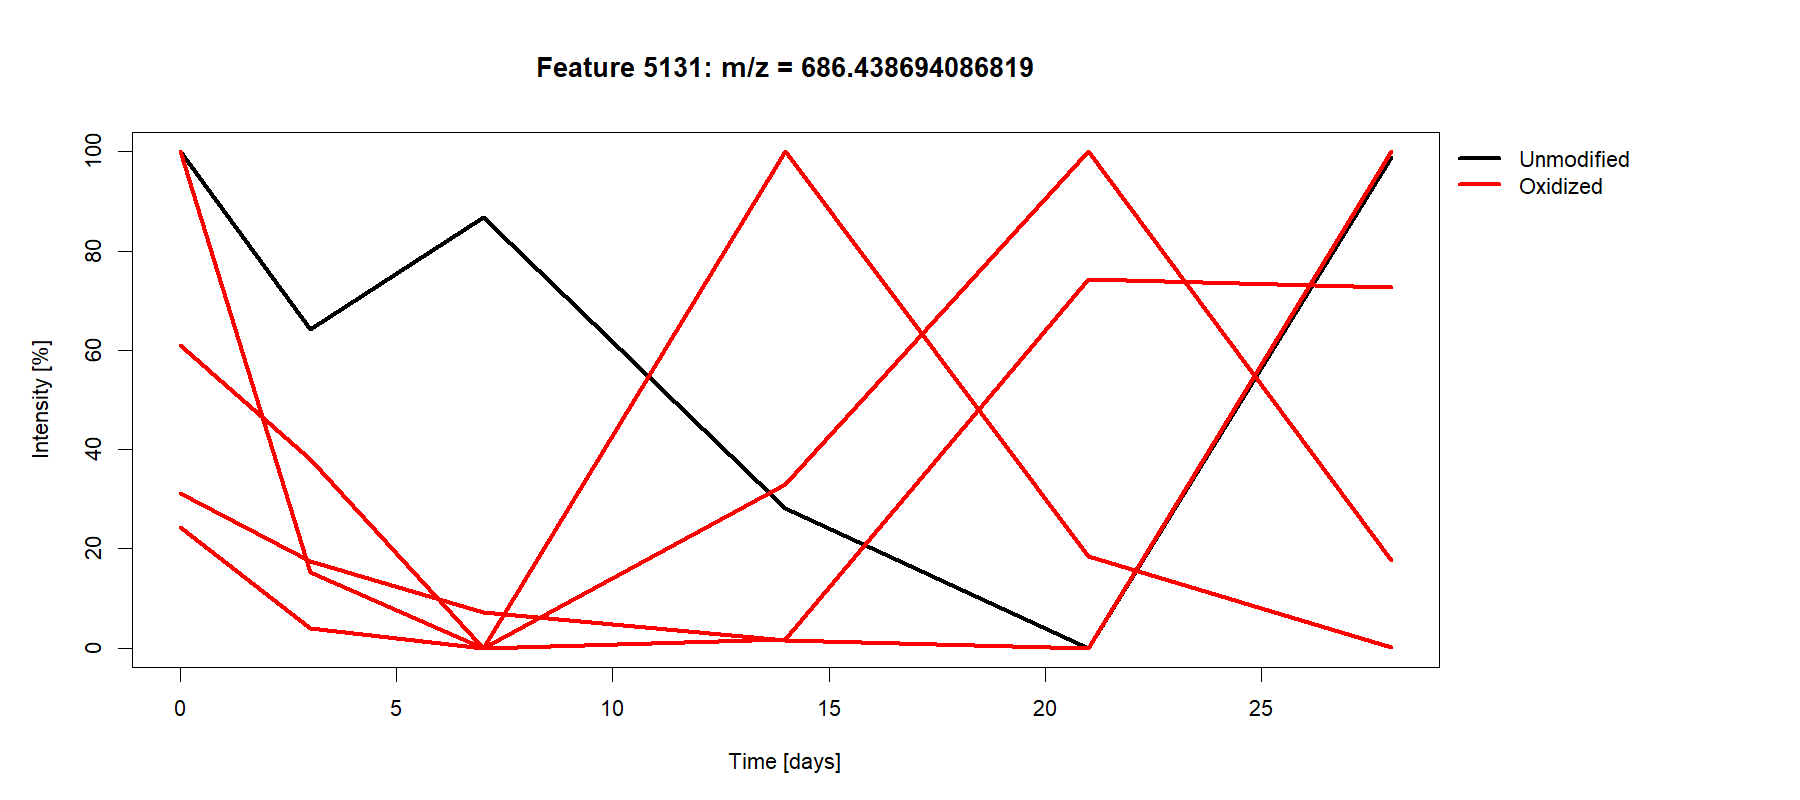 Feature 5131: m/z = 686.438694086819
Unmodified
Oxidized
Intensity [%]
100
80
60
40
20
0
0 5 10 15 20 25
Time [days]